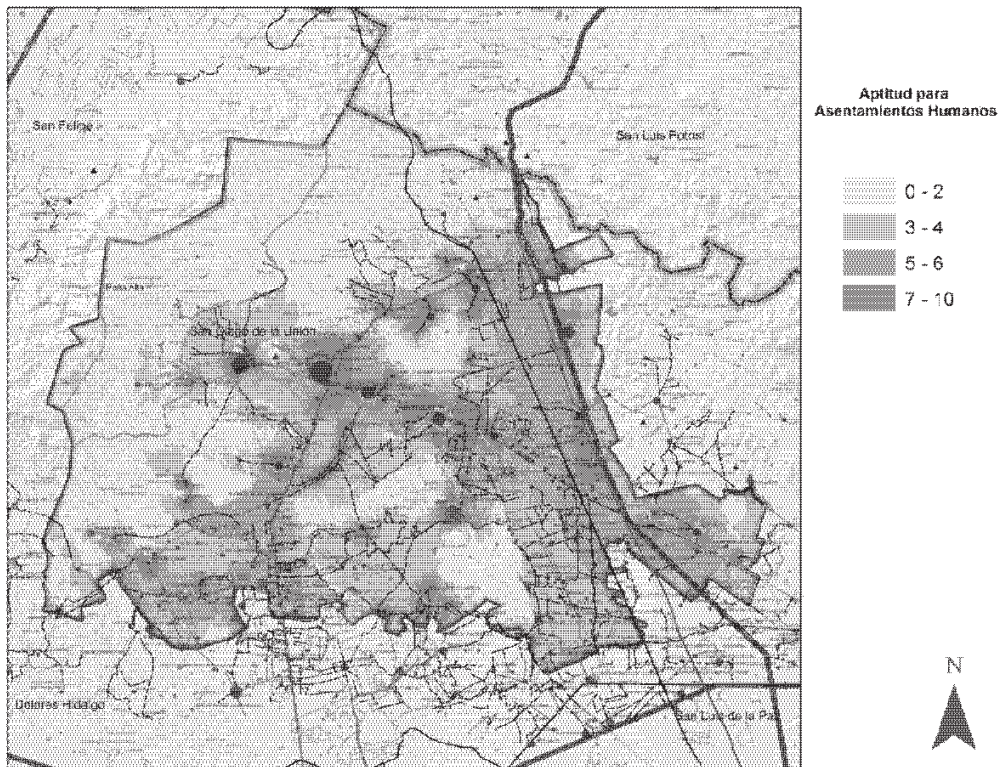 San Felipe
San Luis Potosí
San Diego de la Unión
Dolores Hidalgo
San Luis de la Paz
Aptitud para
Asentamientos Humanos
0 - 2
3 - 4
5 - 6
7 - 10
N